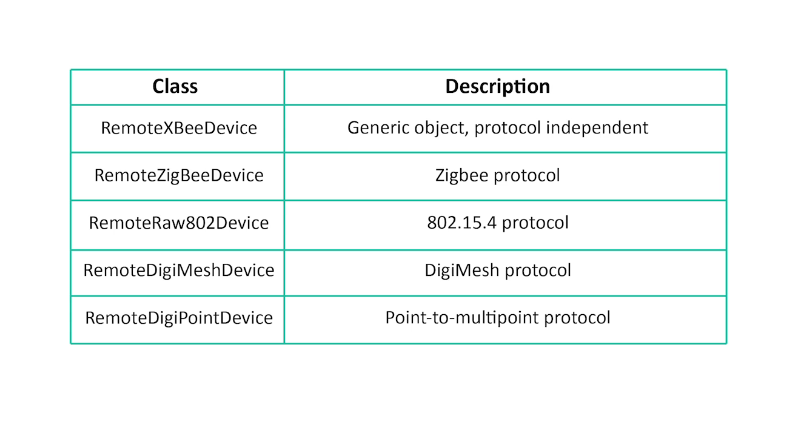 Class Description
RemoteXBeeDevice Generic object, protocol independent
RemoteZigBeeDevice Zigbee protocol
RemoteRaw802Device 802.15.4 protocol
RemoteDigiMeshDevice DigiMesh protocol
RemoteDigiPointDevice Point-to-multipoint protocol